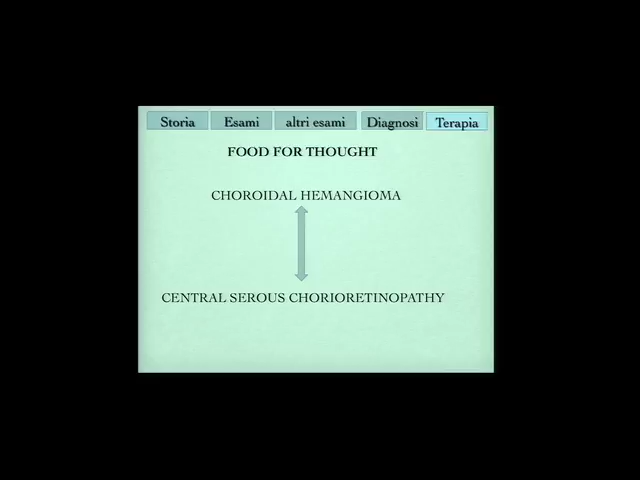 Storia Esami altri esami Diagnosi Terapia
FOOD FOR THOUGHT
CHOROIDAL HEMANGIOMA
CENTRAL SEROUS CHORIORETINOPATHY